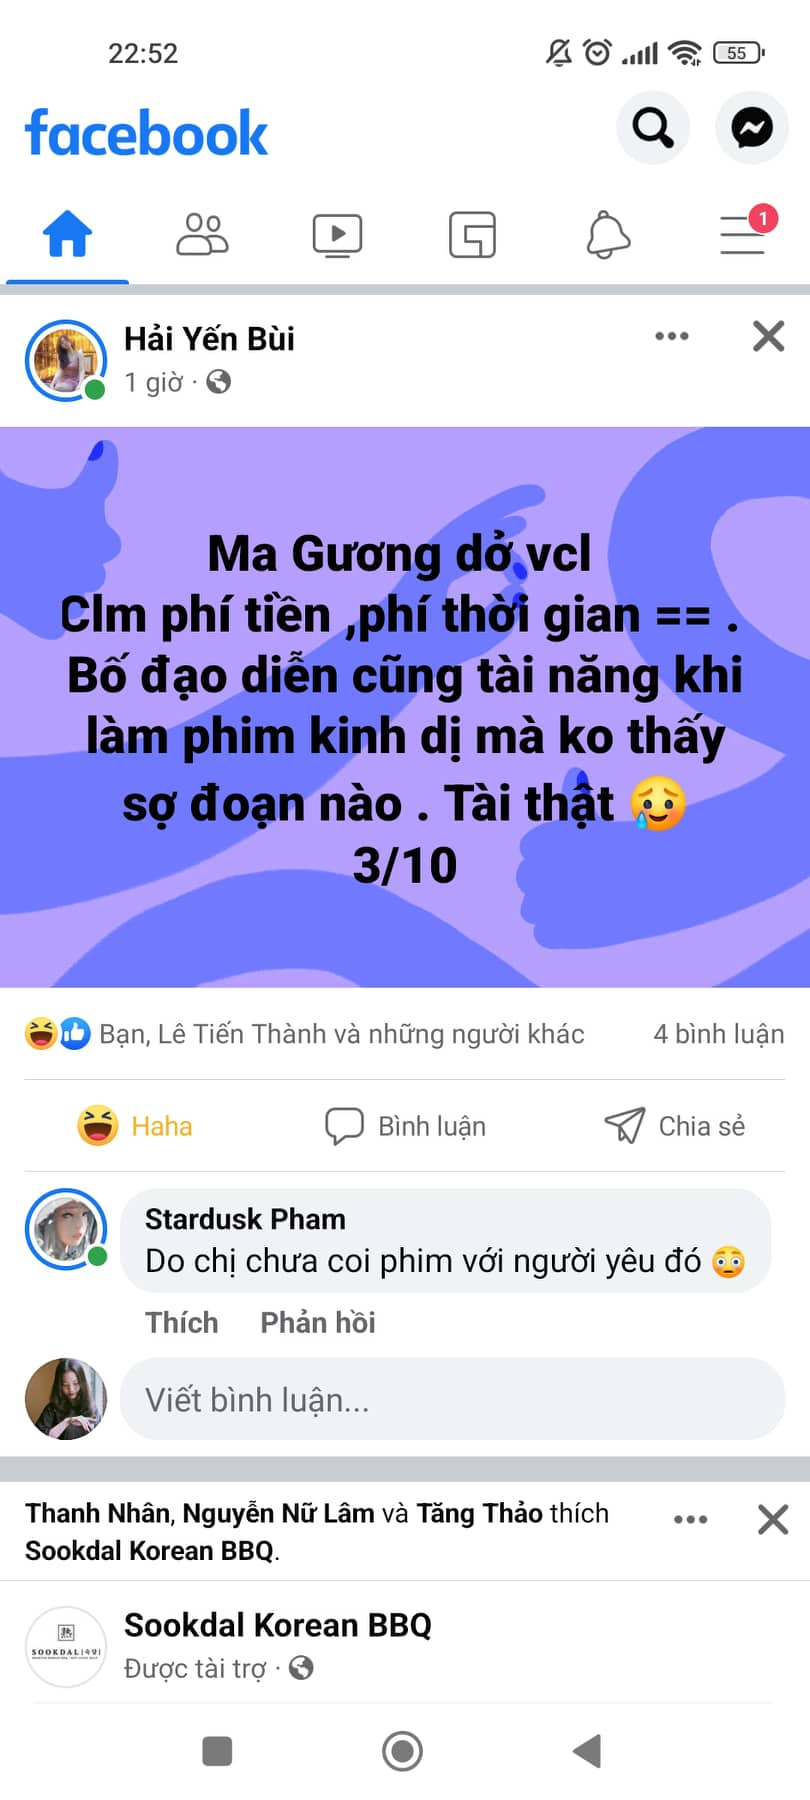 22:52
55
facebook
1
Hải Yến Bùi
1 giờ ·
Ma Gương dở vcl
Clm phí tiền ,phí thời gian == .
Bố đạo diễn cũng tài năng khi
làm phim kinh dị mà ko thấy
sợ đoạn nào . Tài thật 😥
3/10
Bạn, Lê Tiến Thành và những người khác
4 bình luận
Haha
Bình luận
Chia sẻ
Stardusk Pham
Do chị chưa coi phim với người yêu đó 😳
Thích
Phản hồi
Viết bình luận...
Thanh Nhân, Nguyễn Nữ Lâm và Tăng Thảo thích
Sookdal Korean BBQ.
SOOKDAL
Sookdal Korean BBQ
Được tài trợ ·